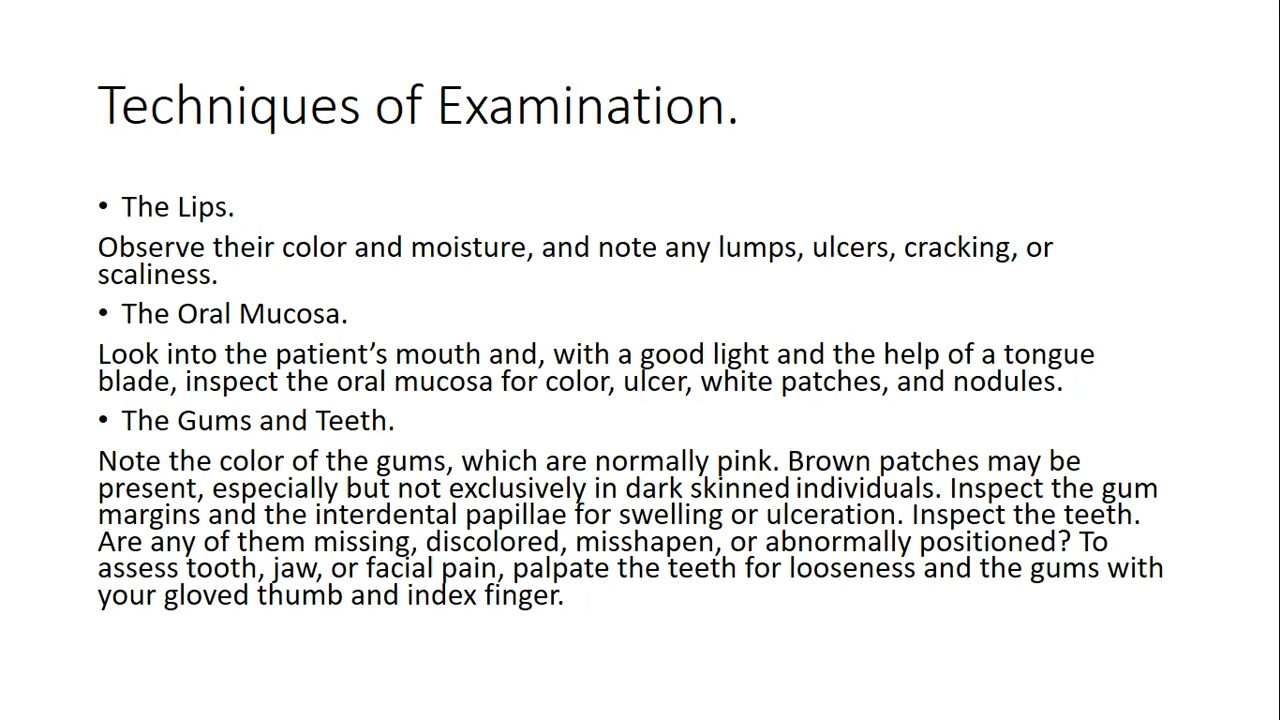 Techniques of Examination.
• The Lips.
Observe their color and moisture, and note any lumps, ulcers, cracking, or
scaliness.
• The Oral Mucosa.
Look into the patient’s mouth and, with a good light and the help of a tongue
blade, inspect the oral mucosa for color, ulcer, white patches, and nodules.
• The Gums and Teeth.
Note the color of the gums, which are normally pink. Brown patches may be
present, especially but not exclusively in dark skinned individuals. Inspect the gum
margins and the interdental papillae for swelling or ulceration. Inspect the teeth.
Are any of them missing, discolored, misshapen, or abnormally positioned? To
assess tooth, jaw, or facial pain, palpate the teeth for looseness and the gums with
your gloved thumb and index finger.